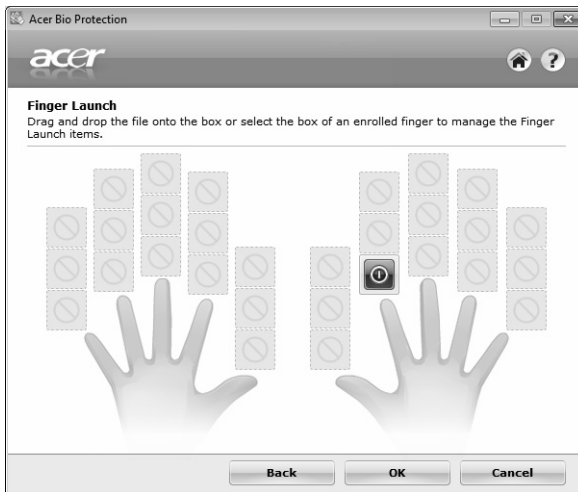 Acer Bio Protection
acer
Finger Launch
Drag and drop the file onto the box or select the box of an enrolled finger to manage the Finger
Launch items.
Back
OK
Cancel